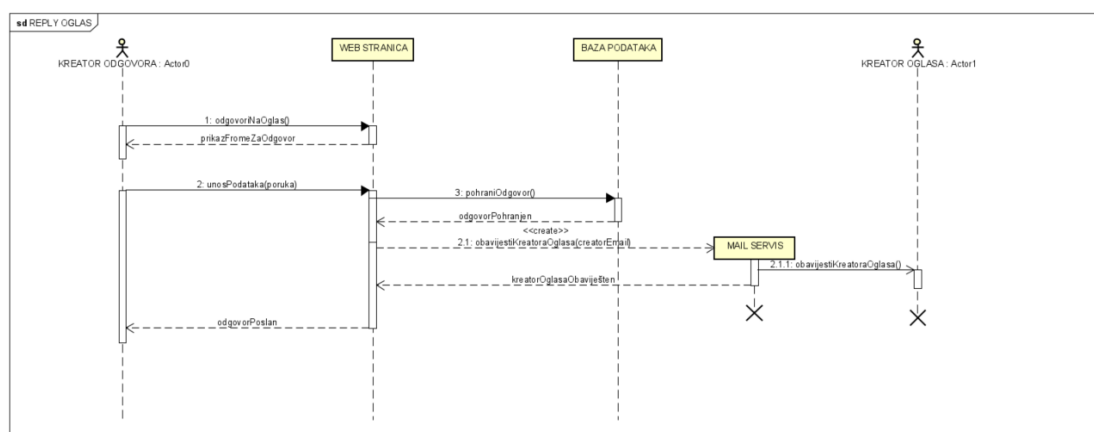 sd REPLY OGLAS
KREATOR ODGOVORA : Actor0
WEB STRANICA
BAZA PODATAKA
KREATOR OGLASA : Actor1
1: odgovoriNaOglas()
prikazFromeZaOdgovor
2: unosPodataka(poruka)
3: pohraniOdgovor()
odgovorPohranjen
<<create>>
2.1: obavijestiKreatoraOglasa(creatorEmail)
MAIL SERVIS
2.1.1: obavijestiKreatoraOglasa()
kreatorOglasaObaviješten
odgovorPoslan